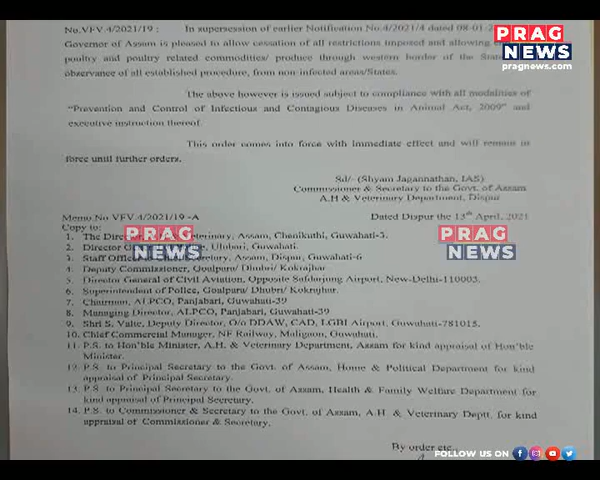 PRAG
NEWS
pragnews.com
No.VFV.4/2021/19 : In supersession of earlier Notification No.4/2021/4 dated 08-01-2
Governor of Assam is pleased to allow cessation of all restrictions imposed and allowing
poultry and poultry related commodities/ produce through western border of the State
observance of all established procedure, from non-infected areas/States.
The above however is issued subject to compliance with all modalities of
“Prevention and Control of Infectious and Contagious Diseases in Animal Act, 2009” and
executive instruction thereof.
This order comes into force with immediate effect and will remain in
force until further orders.
Sd/- (Shyam Jagannathan, IAS)
Commissioner & Secretary to the Govt. of Assam
A.H & Veterinary Department, Dispur
Memo No VFV.4/2021/19 -A Dated Dispur the 13th April, 2021
Copy to:
PRAG
NEWS
PRAG
NEWS
1. The Veterinary, Assam, Chenikuthi, Guwahati-3.
2. Director Ulubari, Guwahati.
3. Staff Secretary, Assam, Dispur, Guwahati-6
4. Deputy Commissioner, Goalpara/ Dhubri/ Kokrajhar
5. Director General of Civil Aviation, Opposite Safdarjung Airport, New-Delhi-110003.
6. Superintendent of Police, Goalpara/ Dhubri/ Kokrajhar.
7. Chairman, ALPCO, Panjabari, Guwahati-39
8. Managing Director, ALPCO, Panjabari, Guwahati-39
9. Shri S. Valte, Deputy Director, O/o DDAW, CAD, LGBI Airport, Guwahati-781015.
10. Chief Commercial Manager, NF Railway, Maligaon, Guwahati.
11. P.S. to Hon'ble Minister, A.H. & Veterinary Department, Assam for kind appraisal of Hon'ble
Minister.
12. P.S. to Principal Secretary to the Govt. of Assam, Home & Political Department for kind
appraisal of Principal Secretary.
13. P.S. to Principal Secretary to the Govt. of Assam, Health & Family Welfare Department for
kind appraisal of Principal Secretary.
14. P.S. to Commissioner & Secretary to the Govt. of Assam, A.H & Veterinary Deptt. for kind
appraisal of Commissioner & Secretary.
By order etc.
FOLLOW US ON